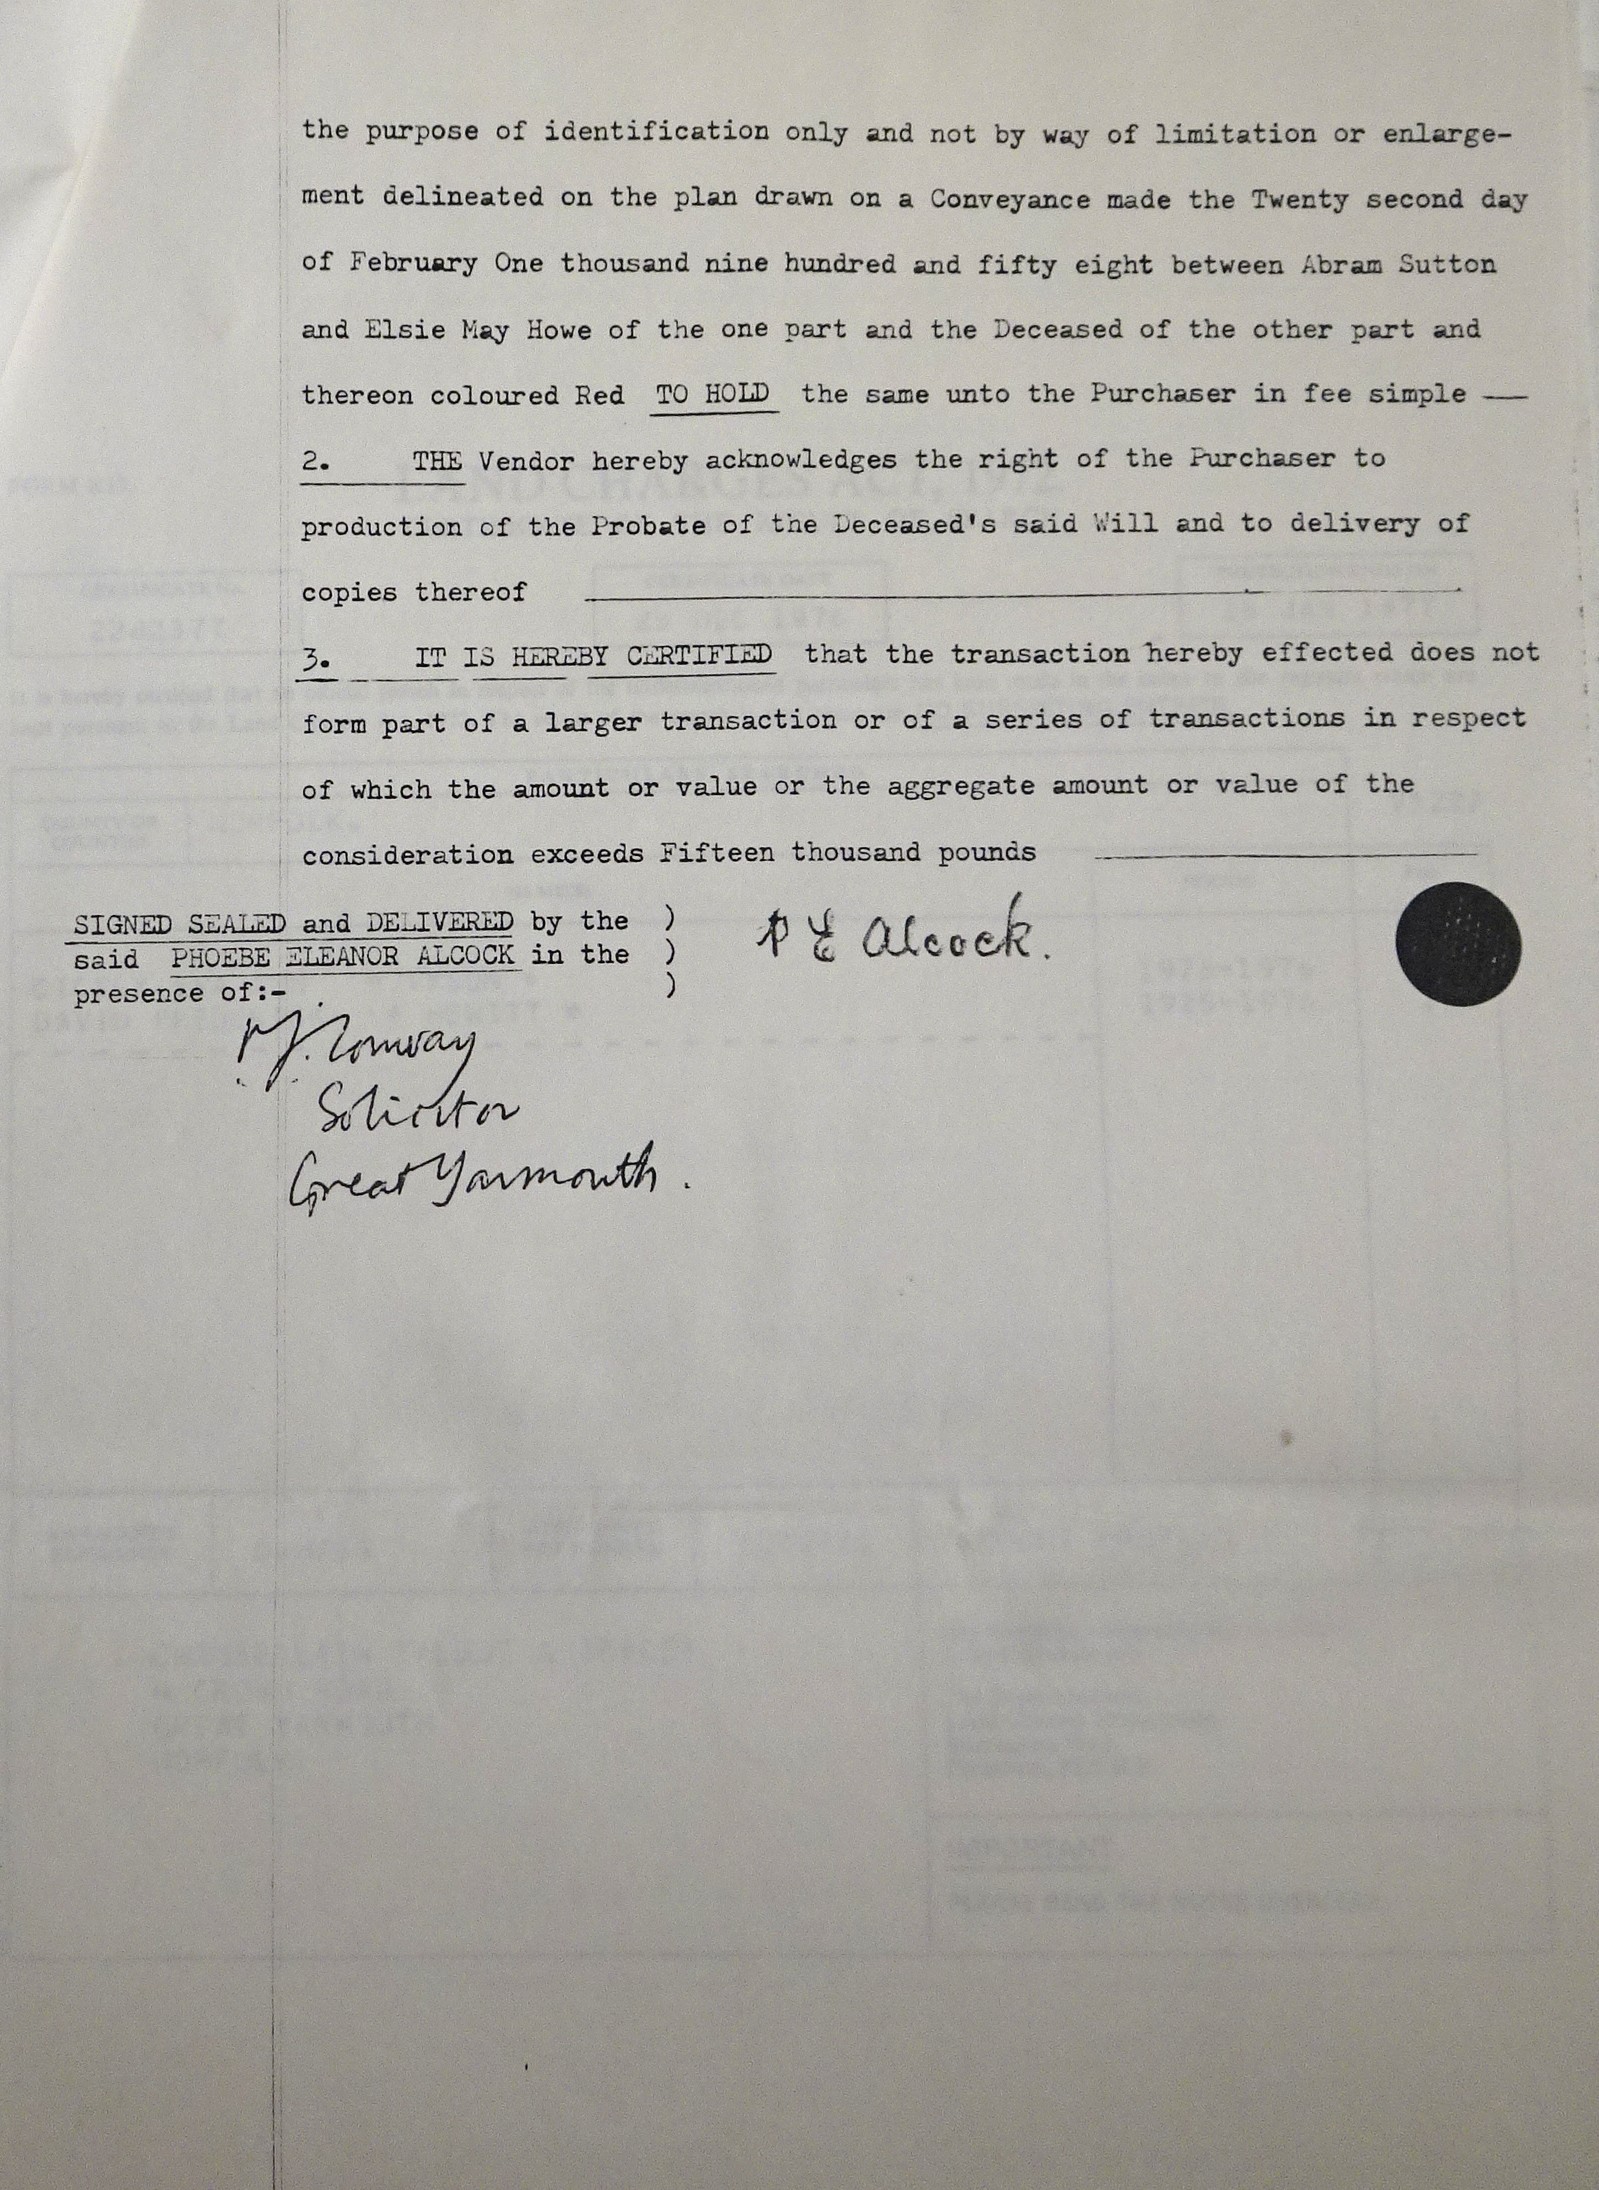 the purpose of identification only and not by way of limitation or enlarge-
ment delineated on the plan drawn on a Conveyance made the Twenty second day
of February One thousand nine hundred and fifty eight between Abram Sutton
and Elsie May Howe of the one part and the Deceased of the other part and
thereon coloured Red TO HOLD the same unto the Purchaser in fee simple
2. THE Vendor hereby acknowledges the right of the Purchaser to
production of the Probate of the Deceased's said Will and to delivery of
copies thereof
3. IT IS HEREBY CERTIFIED that the transaction hereby effected does not
form part of a larger transaction or of a series of transactions in respect
of which the amount or value or the aggregate amount or value of the
consideration exceeds Fifteen thousand pounds
SIGNED SEALED and DELIVERED by the )
said PHOEBE ELEANOR ALCOCK in the )
presence of:- )
P E Alcock.
Conway
Solicitor
Great Yarmouth.